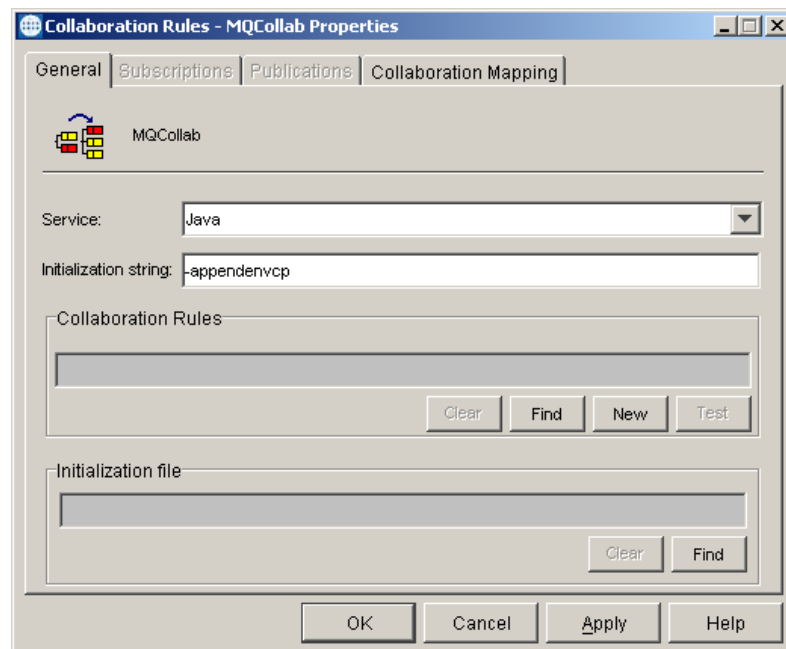 Collaboration Rules - MQCollab Properties
General Subscriptions Publications Collaboration Mapping
MQCollab
Service: Java
Initialization string: -appendenvcp
Collaboration Rules
Clear Find New Test
Initialization file
Clear Find
OK Cancel Apply Help